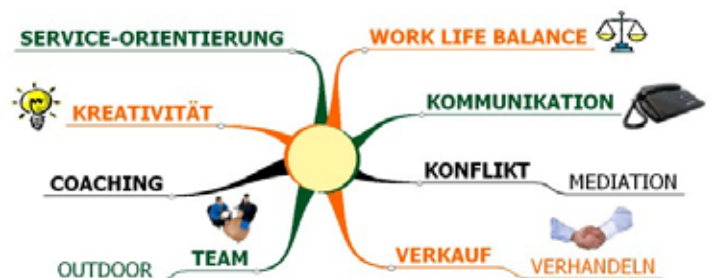 SERVICE-ORIENTIERUNG
WORK LIFE BALANCE
KREATIVITÄT
KOMMUNIKATION
COACHING
KONFLIKT
MEDIATION
OUTDOOR
TEAM
VERKAUF
VERHANDELN